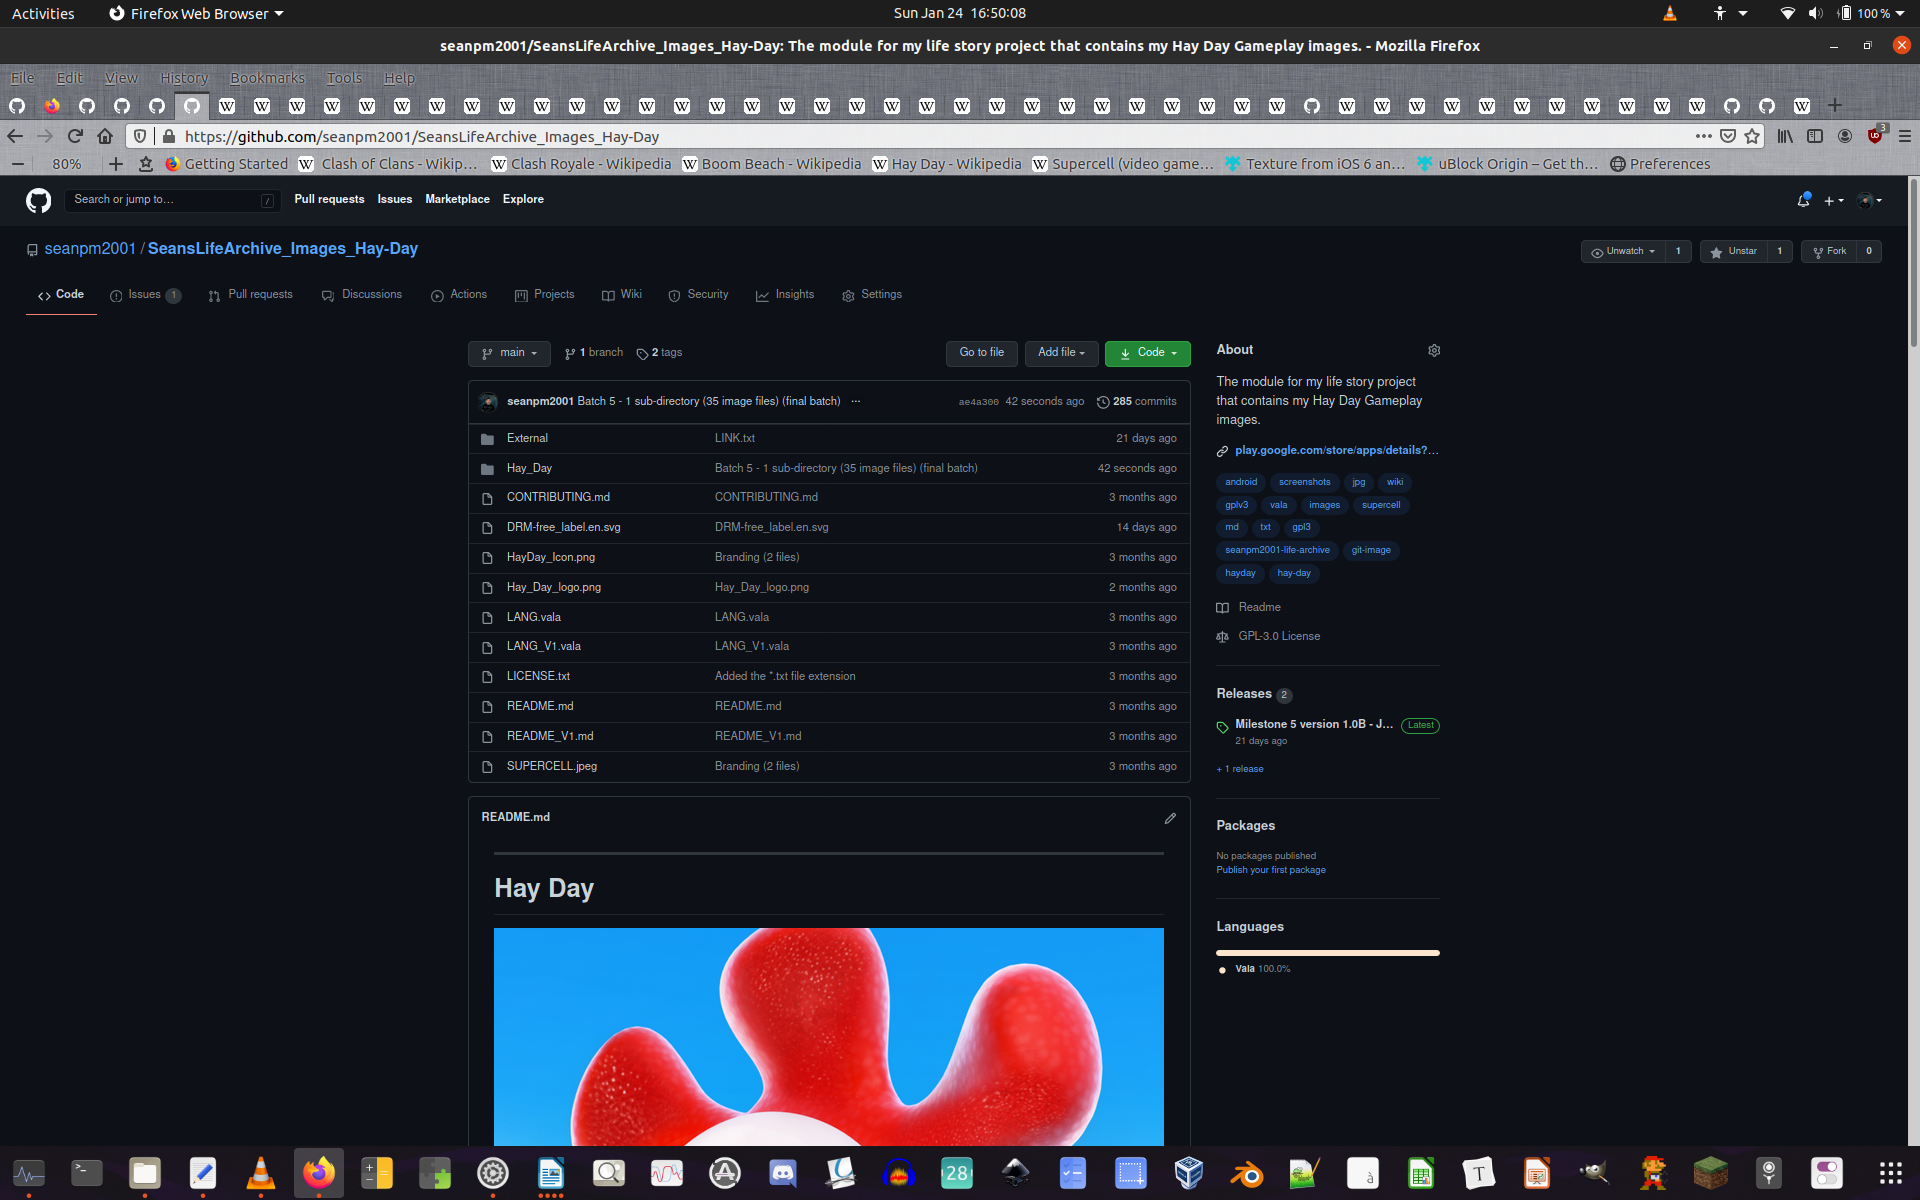 Activities
Firefox Web Browser
Sun Jan 24 16:50:08
100 %
seanpm2001/SeansLifeArchive_Images_Hay-Day: The module for my life story project that contains my Hay Day Gameplay images. - Mozilla Firefox
File Edit View History Bookmarks Tools Help
https://github.com/seanpm2001/SeansLifeArchive_Images_Hay-Day
3
80%
Getting Started
Clash of Clans - Wikip…
Clash Royale - Wikipedia
Boom Beach - Wikipedia
Hay Day - Wikipedia
Supercell (video game…
Texture from iOS 6 an…
uBlock Origin – Get th…
Preferences
Search or jump to…
/
Pull requests Issues Marketplace Explore
seanpm2001 / SeansLifeArchive_Images_Hay-Day
Unwatch 1
Unstar 1
Fork 0
Code
Issues 1
Pull requests
Discussions
Actions
Projects
Wiki
Security
Insights
Settings
main
1 branch
2 tags
Go to file
Add file
Code
seanpm2001 Batch 5 - 1 sub-directory (35 image files) (final batch) ...
ae4a300 42 seconds ago 285 commits
External LINK.txt 21 days ago
Hay_Day Batch 5 - 1 sub-directory (35 image files) (final batch) 42 seconds ago
CONTRIBUTING.md CONTRIBUTING.md 3 months ago
DRM-free_label.en.svg DRM-free_label.en.svg 14 days ago
HayDay_Icon.png Branding (2 files) 3 months ago
Hay_Day_logo.png Hay_Day_logo.png 2 months ago
LANG.vala LANG.vala 3 months ago
LANG_V1.vala LANG_V1.vala 3 months ago
LICENSE.txt Added the *.txt file extension 3 months ago
README.md README.md 3 months ago
README_V1.md README_V1.md 3 months ago
SUPERCELL.jpeg Branding (2 files) 3 months ago
README.md
Hay Day
About
The module for my life story project
that contains my Hay Day Gameplay
images.
play.google.com/store/apps/details?…
android screenshots jpg wiki
gplv3 vala images supercell
md txt gpl3
seanpm2001-life-archive git-image
hayday hay-day
Readme
GPL-3.0 License
Releases 2
Milestone 5 version 1.0B - J… Latest
21 days ago
+ 1 release
Packages
No packages published
Publish your first package
Languages
Vala 100.0%
28